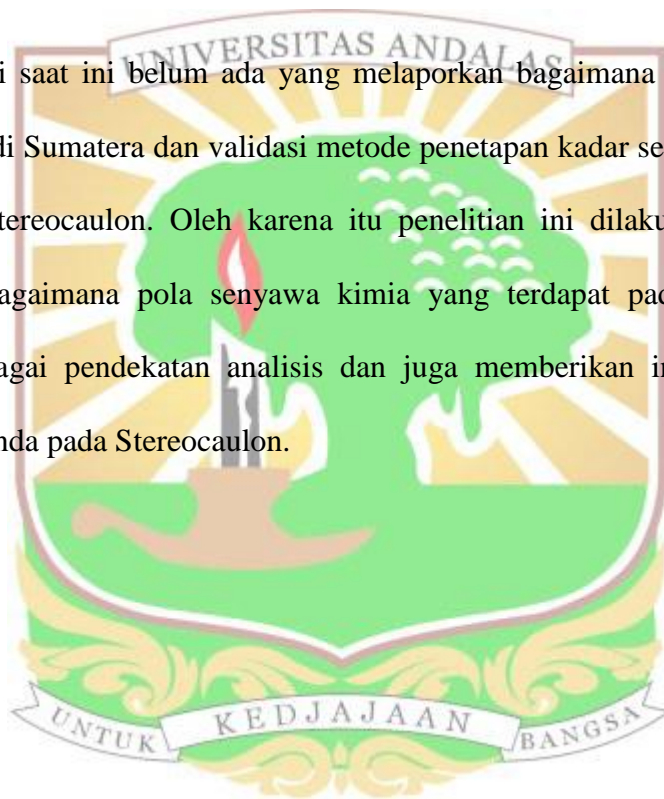 UNIVERSITAS ANDALAS
i saat ini belum ada yang melaporkan bagaimana
di Sumatera dan validasi metode penetapan kadar se
tereocaulon. Oleh karena itu penelitian ini dilaku
agaimana pola senyawa kimia yang terdapat pad
agai pendekatan analisis dan juga memberikan in
nda pada Stereocaulon.
UNTUK KEDJAJAAN BANGSA